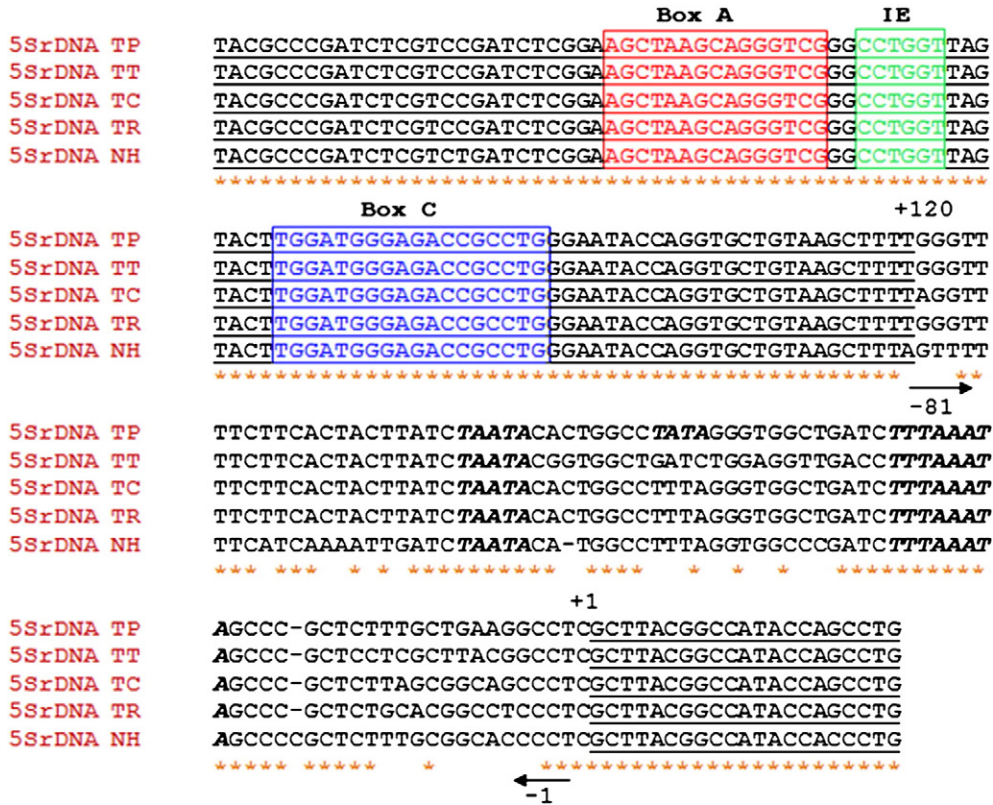 Box A IE
5SrDNA TP TACGCCCGATCTCGTCCGATCTCGGAAGCTAAGCAGGGTCGGGCCTGGTTAG
5SrDNA TT TACGCCCGATCTCGTCCGATCTCGGAAGCTAAGCAGGGTCGGGCCTGGTTAG
5SrDNA TC TACGCCCGATCTCGTCCGATCTCGGAAGCTAAGCAGGGTCGGGCCTGGTTAG
5SrDNA TR TACGCCCGATCTCGTCCGATCTCGGAAGCTAAGCAGGGTCGGGCCTGGTTAG
5SrDNA NH TACGCCCGATCTCGTCTGATCTCGGAAGCTAAGCAGGGTCGGGCCTGGTTAG
****************************************************
Box C +120
5SrDNA TP TACTTGGATGGGAGACCGCCTGGGAATACCAGGTGCTGTAAGCTTTTGGGTT
5SrDNA TT TACTTGGATGGGAGACCGCCTGGGAATACCAGGTGCTGTAAGCTTTTGGGTT
5SrDNA TC TACTTGGATGGGAGACCGCCTGGGAATACCAGGTGCTGTAAGCTTTTAGGTT
5SrDNA TR TACTTGGATGGGAGACCGCCTGGGAATACCAGGTGCTGTAAGCTTTTGGGTT
5SrDNA NH TACTTGGATGGGAGACCGCCTGGGAATACCAGGTGCTGTAAGCTTTAGTTTT
********************************************** **
-81
5SrDNA TP TTCTTCACTACTTATCTAATACACTGGCCTATAGGGTGGCTGATCTTTAAAT
5SrDNA TT TTCTTCACTACTTATCTAATACGGTGGCTGATCTGGAGGTTGACCTTTAAAT
5SrDNA TC TTCTTCACTACTTATCTAATACACTGGCCTTTAGGGTGGCTGATCTTTAAAT
5SrDNA TR TTCTTCACTACTTATCTAATACACTGGCCTTTAGGGTGGCTGATCTTTAAAT
5SrDNA NH TTCATCAAAATTGATCTAATACA-TGGCCTTTAGGTGGCCCGATCTTTAAAT
*** *** * * ********** **** * * * **********
+1
5SrDNA TP AGCCC-GCTCTTTGCTGAAGGCCTCGCTTACGGCCATACCAGCCTG
5SrDNA TT AGCCC-GCTCCTCGCTTACGGCCTCGCTTACGGCCATACCAGCCTG
5SrDNA TC AGCCC-GCTCTTAGCGGCAGCCCTCGCTTACGGCCATACCAGCCTG
5SrDNA TR AGCCC-GCTCTGCACGGCCTCCCTCGCTTACGGCCATACCAGCCTG
5SrDNA NH AGCCCCGCTCTTTGCGGCACCCCTCGCTTACGGCCATACCACCCTG
***** ***** * ************************
-1